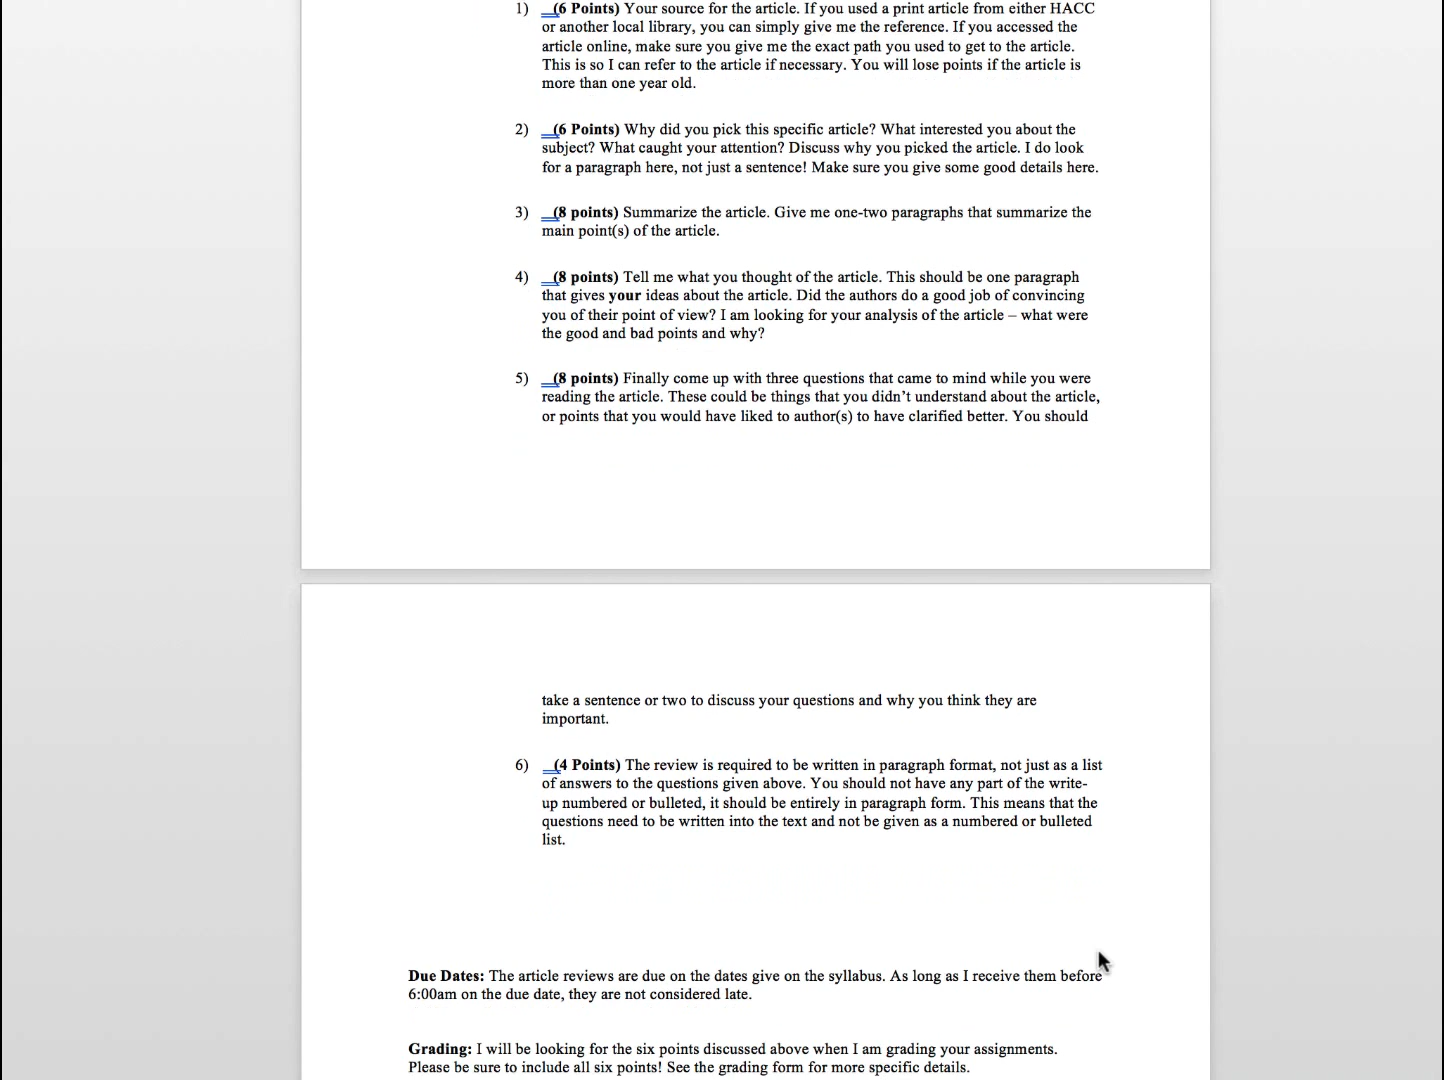 1) __(6 Points) Your source for the article. If you used a print article from either HACC
or another local library, you can simply give me the reference. If you accessed the
article online, make sure you give me the exact path you used to get to the article.
This is so I can refer to the article if necessary. You will lose points if the article is
more than one year old.
2) __(6 Points) Why did you pick this specific article? What interested you about the
subject? What caught your attention? Discuss why you picked the article. I do look
for a paragraph here, not just a sentence! Make sure you give some good details here.
3) __(8 points) Summarize the article. Give me one-two paragraphs that summarize the
main point(s) of the article.
4) __(8 points) Tell me what you thought of the article. This should be one paragraph
that gives your ideas about the article. Did the authors do a good job of convincing
you of their point of view? I am looking for your analysis of the article – what were
the good and bad points and why?
5) __(8 points) Finally come up with three questions that came to mind while you were
reading the article. These could be things that you didn’t understand about the article,
or points that you would have liked to author(s) to have clarified better. You should
take a sentence or two to discuss your questions and why you think they are
important.
6) __(4 Points) The review is required to be written in paragraph format, not just as a list
of answers to the questions given above. You should not have any part of the write-
up numbered or bulleted, it should be entirely in paragraph form. This means that the
questions need to be written into the text and not be given as a numbered or bulleted
list.
Due Dates: The article reviews are due on the dates give on the syllabus. As long as I receive them before
6:00am on the due date, they are not considered late.
Grading: I will be looking for the six points discussed above when I am grading your assignments.
Please be sure to include all six points! See the grading form for more specific details.